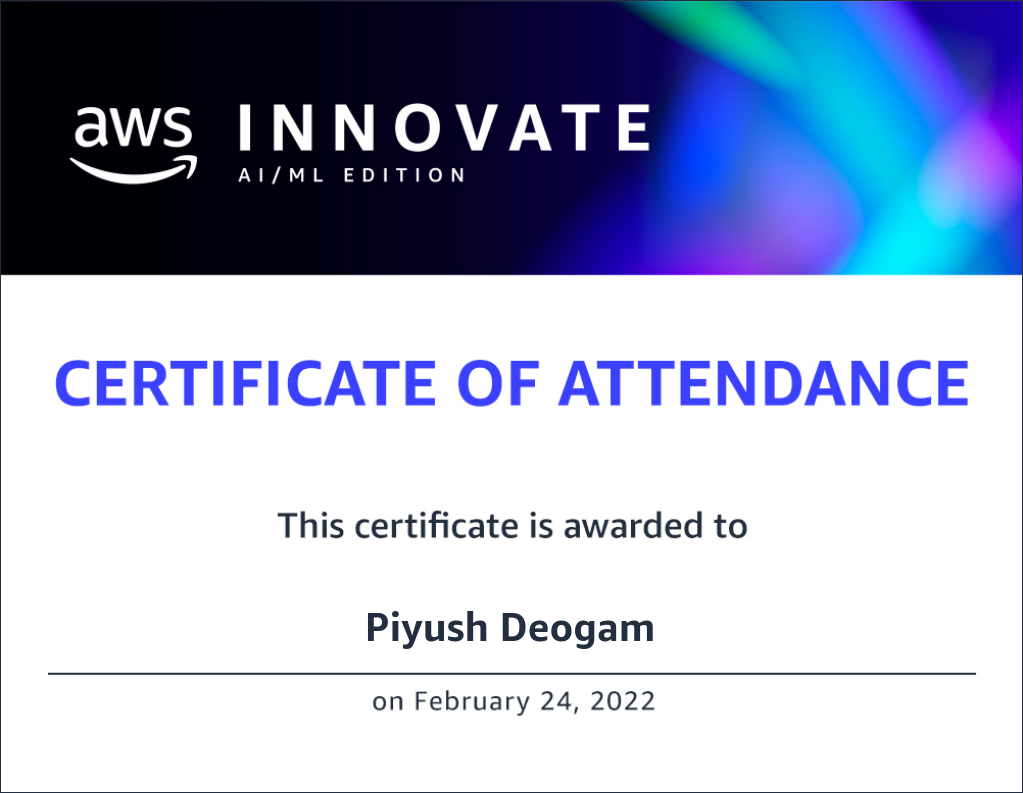 aws INNOVATE
AI/ML EDITION
CERTIFICATE OF ATTENDANCE
This certificate is awarded to
Piyush Deogam
on February 24, 2022